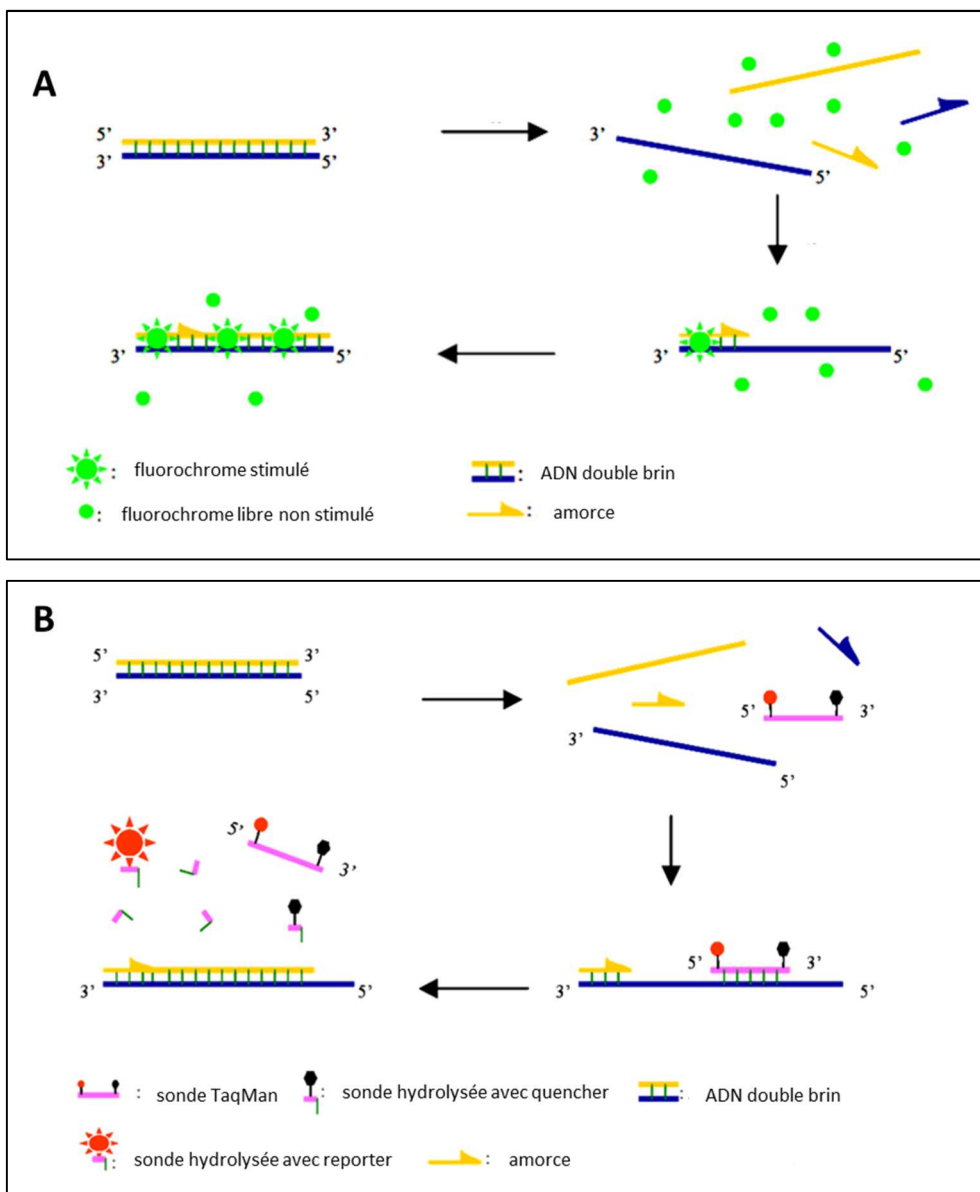 A
5’ 3’
3’ 5’
3’
5’
3’ 5’
3’ 5’
: fluorochrome stimulé
: ADN double brin
: fluorochrome libre non stimulé
: amorce
B
5’ 3’
3’ 5’
5’ 3’
3’
5’
5’
3’
5’ 3’
3’ 5’
3’ 5’
: sonde TaqMan
: sonde hydrolysée avec quencher
: ADN double brin
: sonde hydrolysée avec reporter
: amorce